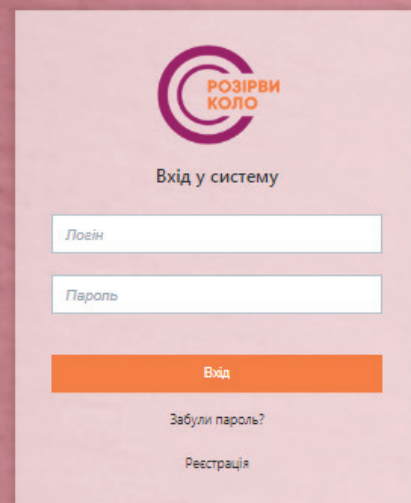 РОЗІРВИ
КОЛО
Вхід у систему
Логін
Пароль
Вхід
Забули пароль?
Реєстрація